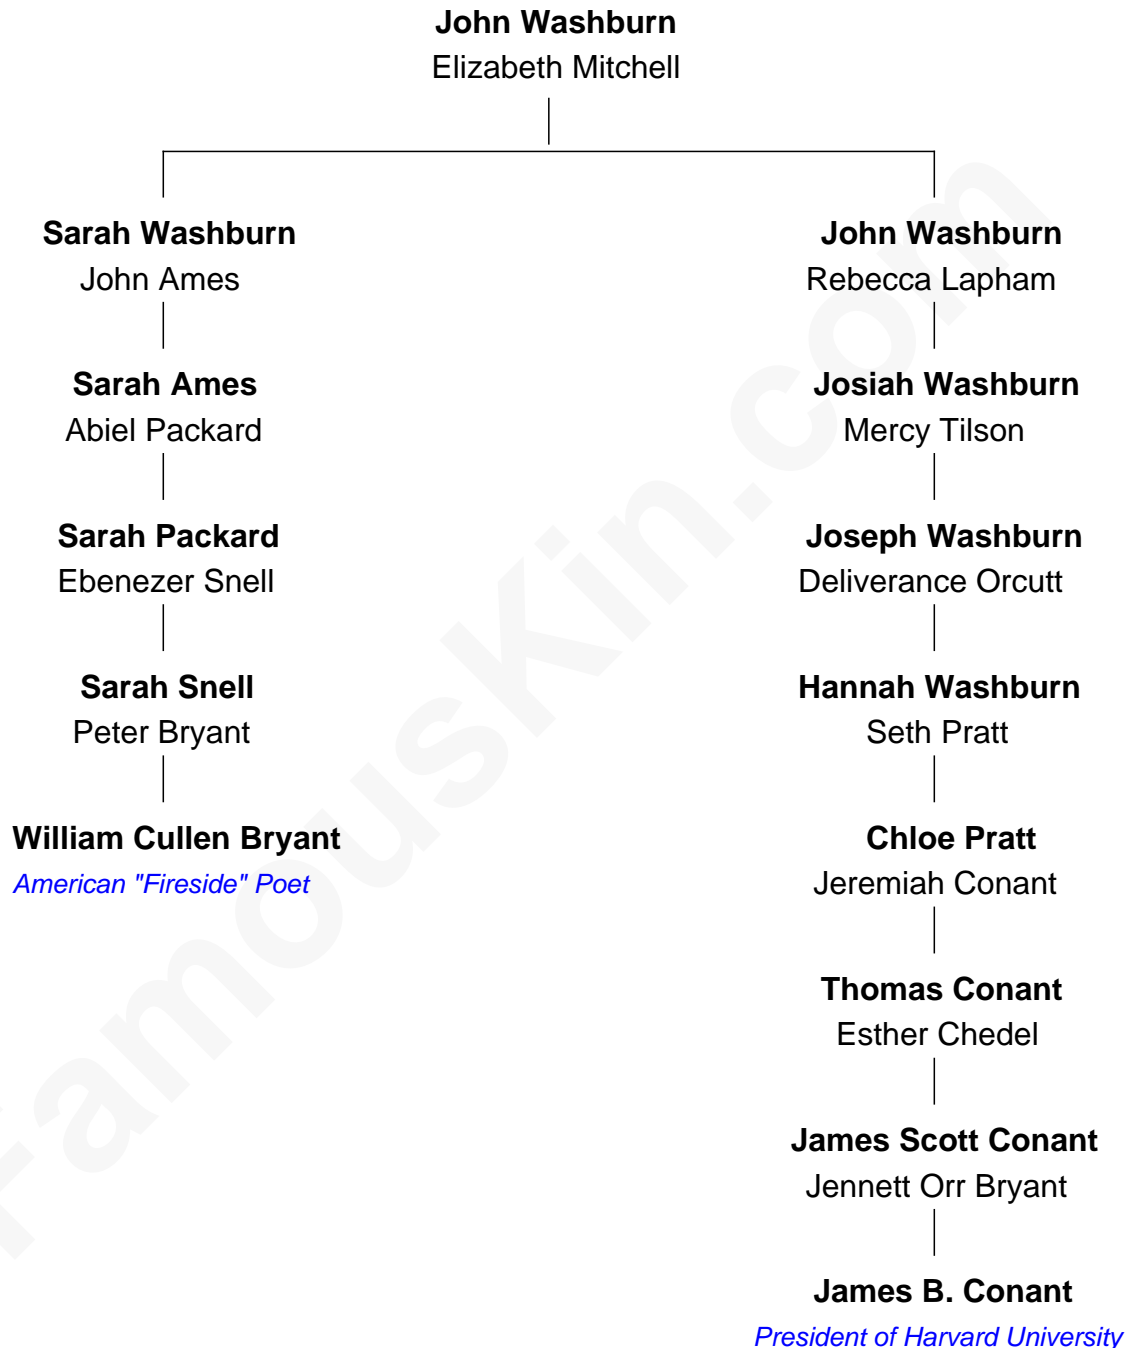 John Washburn
Elizabeth Mitchell
Sarah Washburn
John Ames
Sarah Ames
Abiel Packard
Sarah Packard
Ebenezer Snell
Sarah Snell
Peter Bryant
William Cullen Bryant
American "Fireside" Poet
John Washburn
Rebecca Lapham
Josiah Washburn
Mercy Tilson
Joseph Washburn
Deliverance Orcutt
Hannah Washburn
Seth Pratt
Chloe Pratt
Jeremiah Conant
Thomas Conant
Esther Chedel
James Scott Conant
Jennett Orr Bryant
James B. Conant
President of Harvard University
FamousKin.com